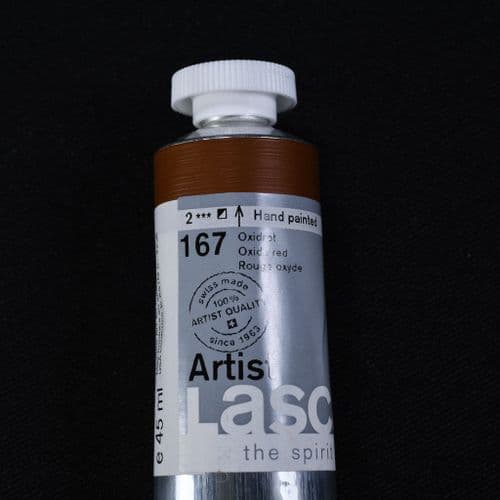 2 *** Hand painted
167 Oxidrot
Oxide red
Rouge oxyde
swiss made
100%
ARTIST QUALITY
since 1963
Artist
Lasc
the spirit
e 45 ml